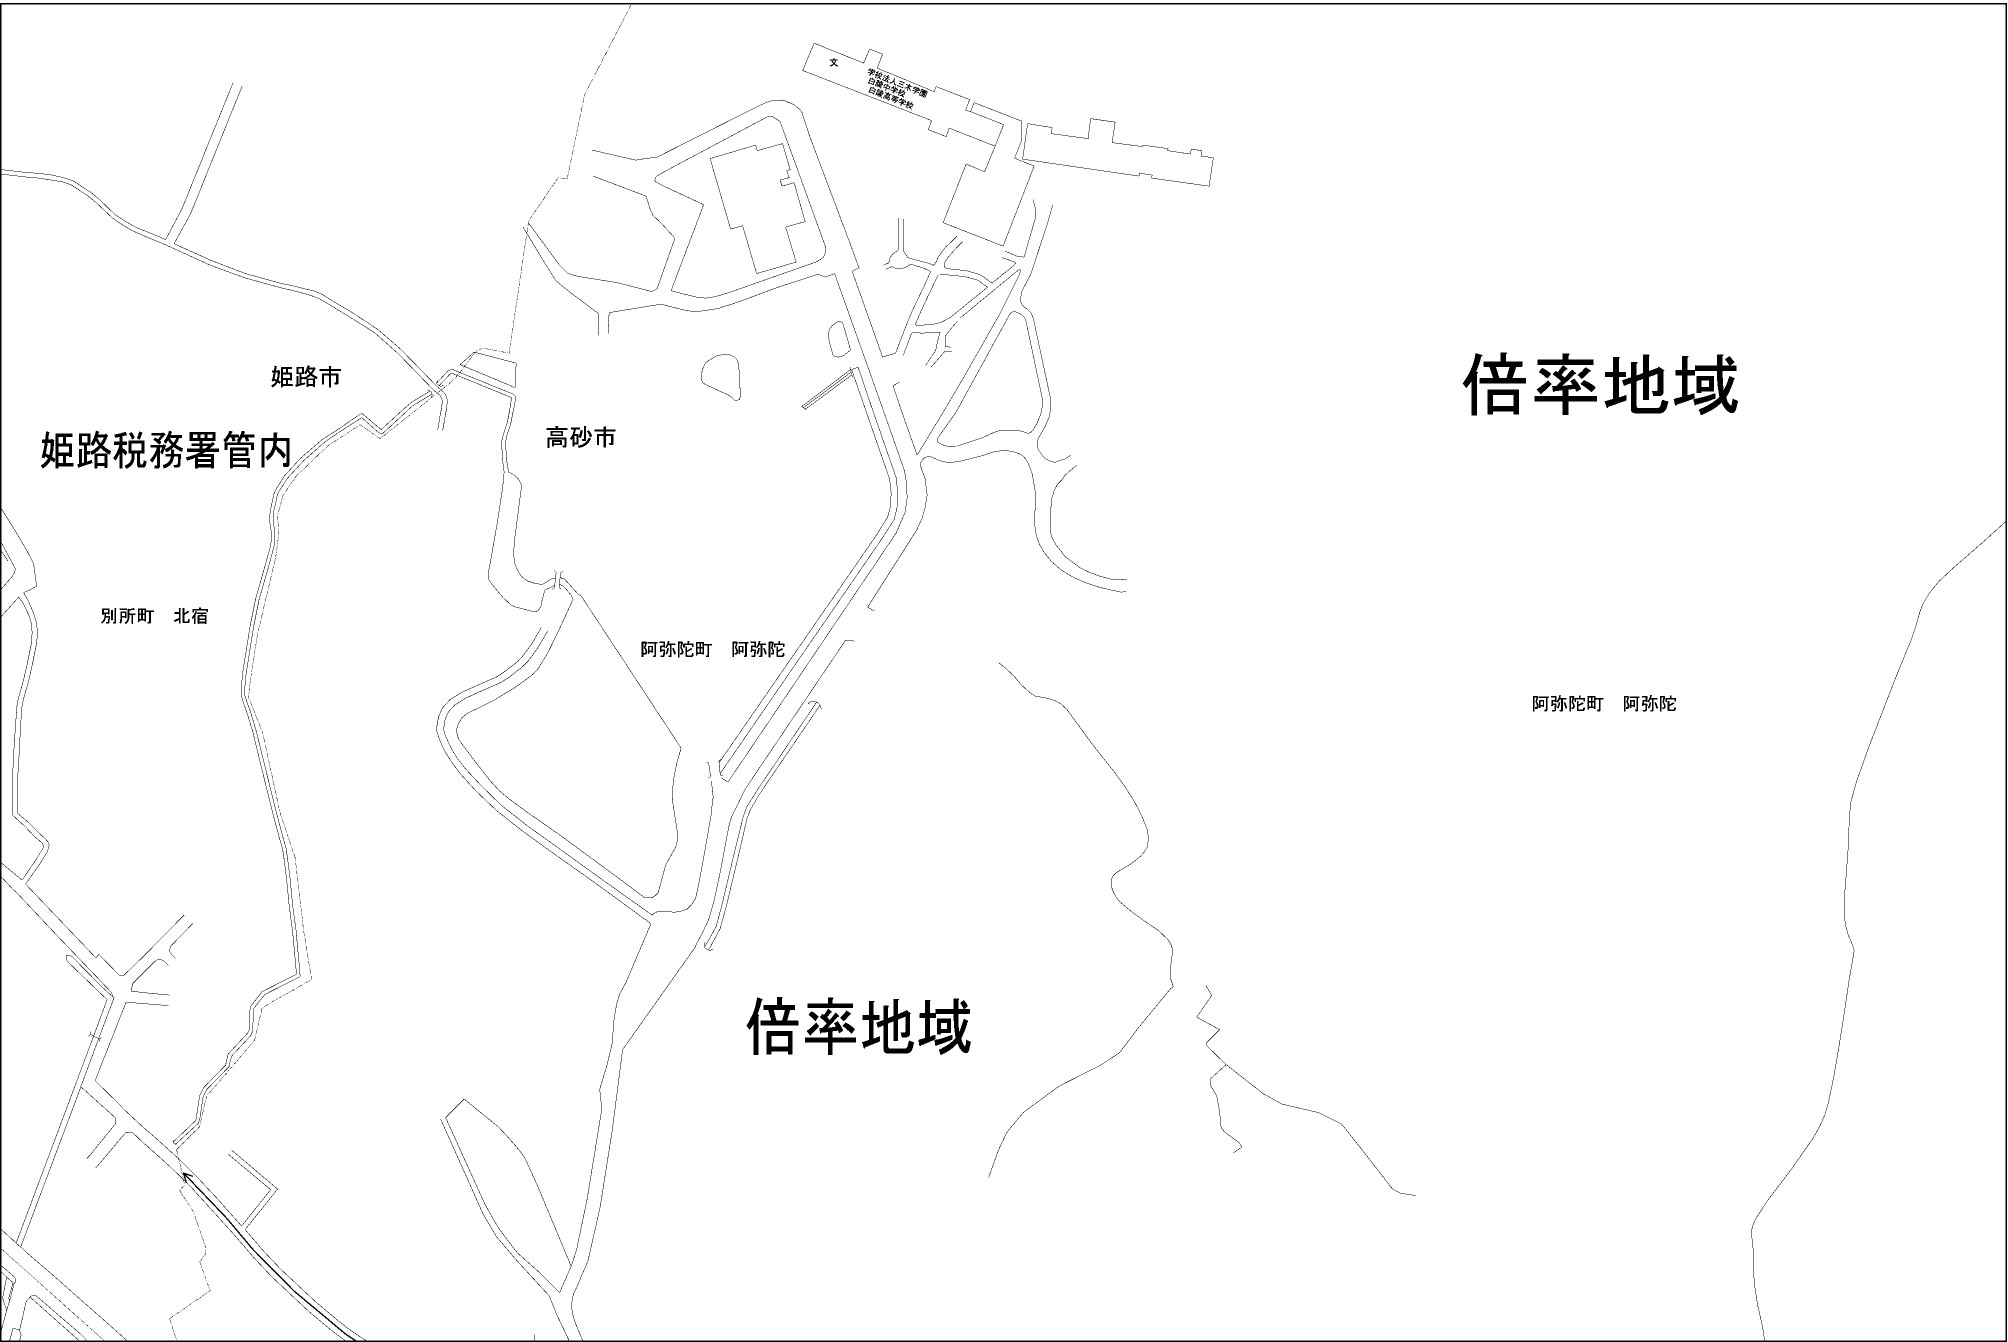 文
学校法人三木学園
白陵中学校
白陵高等学校
姫路市
倍率地域
高砂市
姫路税務署管内
別所町　北宿
阿弥陀町　阿弥陀
阿弥陀町　阿弥陀
倍率地域